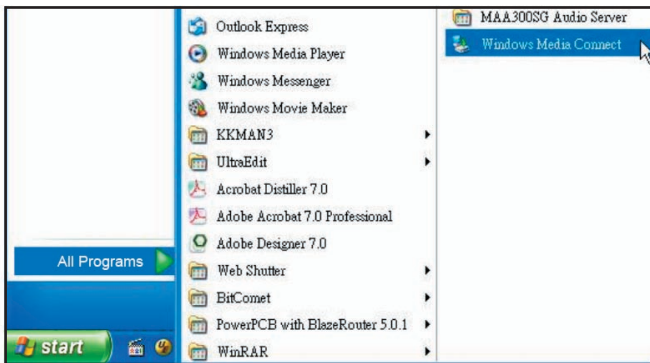 Outlook Express
Windows Media Player
Windows Messenger
Windows Movie Maker
KKMAN3
UltraEdit
Acrobat Distiller 7.0
Adobe Acrobat 7.0 Professional
Adobe Designer 7.0
Web Shutter
BitComet
PowerPCB with BlazeRouter 5.0.1
WinRAR
MAA300SG Audio Server
Windows Media Connect
All Programs
start